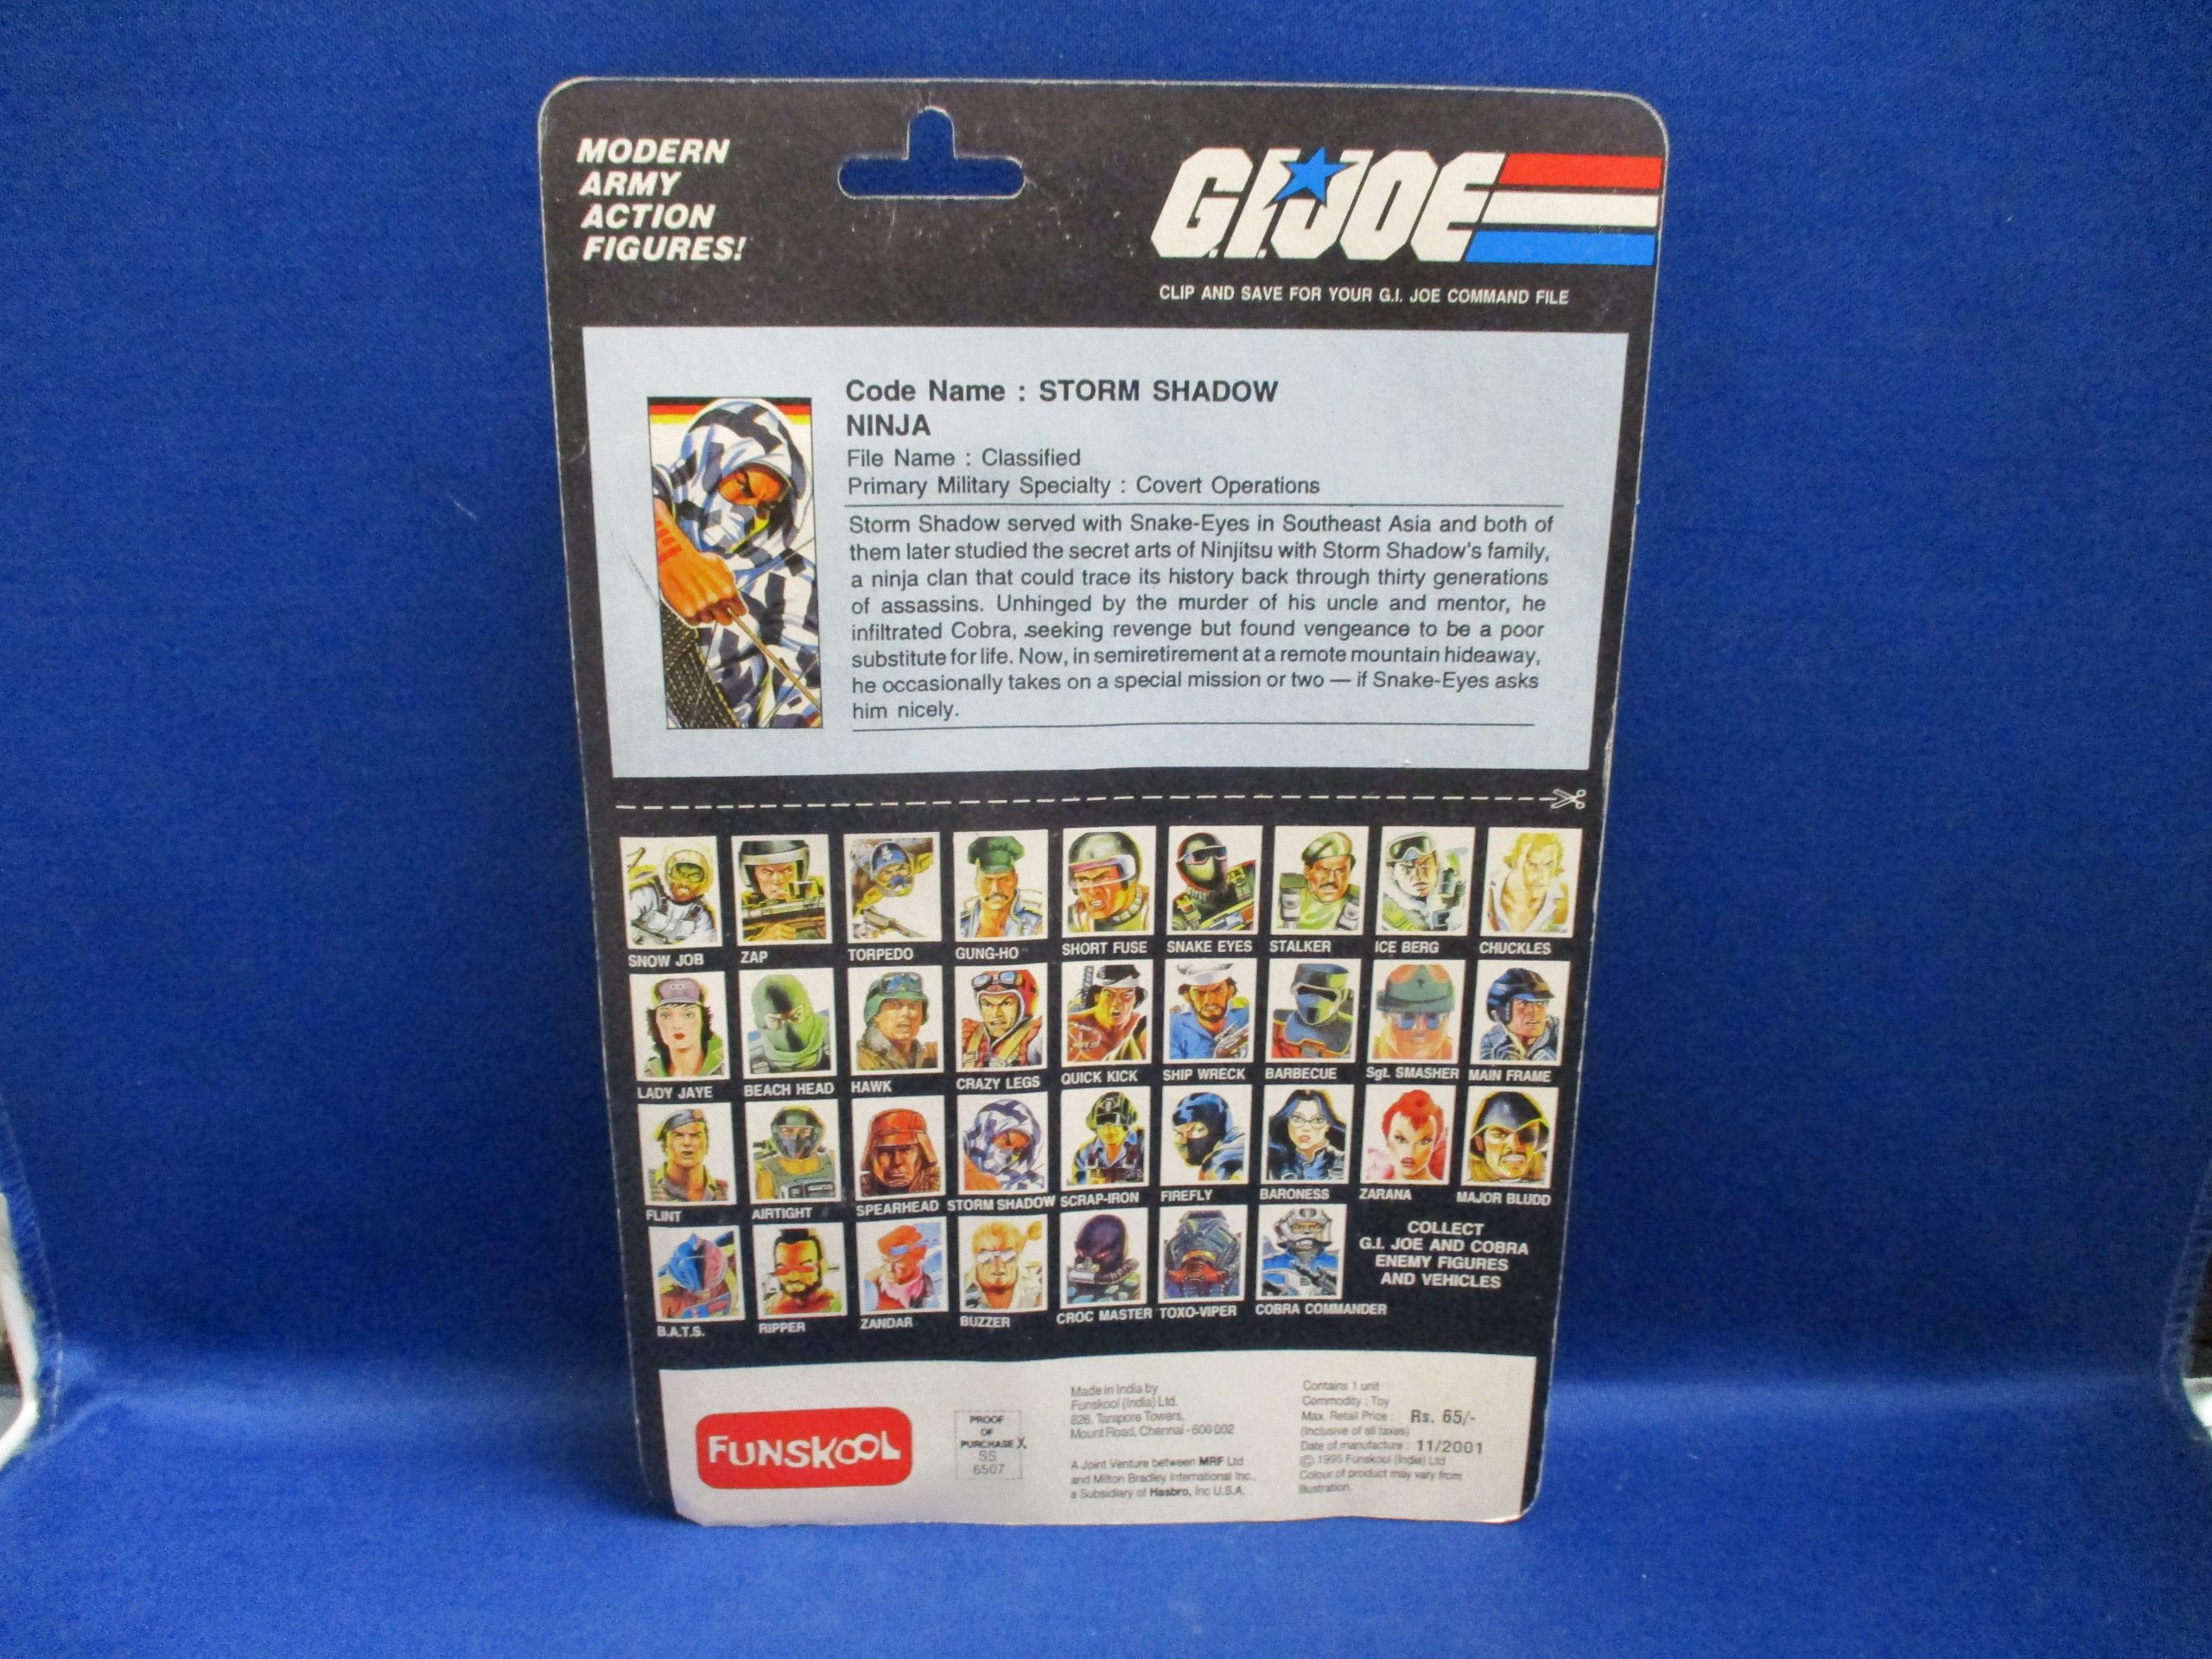 MODERN
ARMY
ACTION
FIGURES!
G.I. JOE
CLIP AND SAVE FOR YOUR G.I. JOE COMMAND FILE
Code Name : STORM SHADOW
NINJA
File Name : Classified
Primary Military Specialty : Covert Operations
Storm Shadow served with Snake-Eyes in Southeast Asia and both of
them later studied the secret arts of Ninjitsu with Storm Shadow's family,
a ninja clan that could trace its history back through thirty generations
of assassins. Unhinged by the murder of his uncle and mentor, he
infiltrated Cobra, seeking revenge but found vengeance to be a poor
substitute for life. Now, in semiretirement at a remote mountain hideaway,
he occasionally takes on a special mission or two — if Snake-Eyes asks
him nicely.
SNOW JOB ZAP TORPEDO GUNG-HO SHORT FUSE SNAKE EYES STALKER ICE BERG CHUCKLES
LADY JAYE BEACH HEAD HAWK CRAZY LEGS QUICK KICK SHIP WRECK BARBECUE Sgt. SMASHER MAIN FRAME
FLINT AIRTIGHT SPEARHEAD STORM SHADOW SCRAP-IRON FIREFLY BARONESS ZARANA MAJOR BLUDD
B.A.T.S. RIPPER ZANDAR BUZZER CROC MASTER TOXO-VIPER COBRA COMMANDER
COLLECT
G.I. JOE AND COBRA
ENEMY FIGURES
AND VEHICLES
FUNSKOOL
PROOF
OF
PURCHASE
SS
6507
Made in India by
Funskool (India) Ltd.
826, Tarapore Towers,
Mount Road, Chennai - 600 002
A Joint Venture between MRF Ltd
and Milton Bradley International Inc.,
a Subsidiary of Hasbro, Inc U.S.A.
Contains 1 unit
Commodity : Toy
Max. Retail Price : Rs. 65/-
(Inclusive of all taxes)
Date of manufacture : 11/2001
© 1995 Funskool (India) Ltd
Colour of product may vary from
illustration.